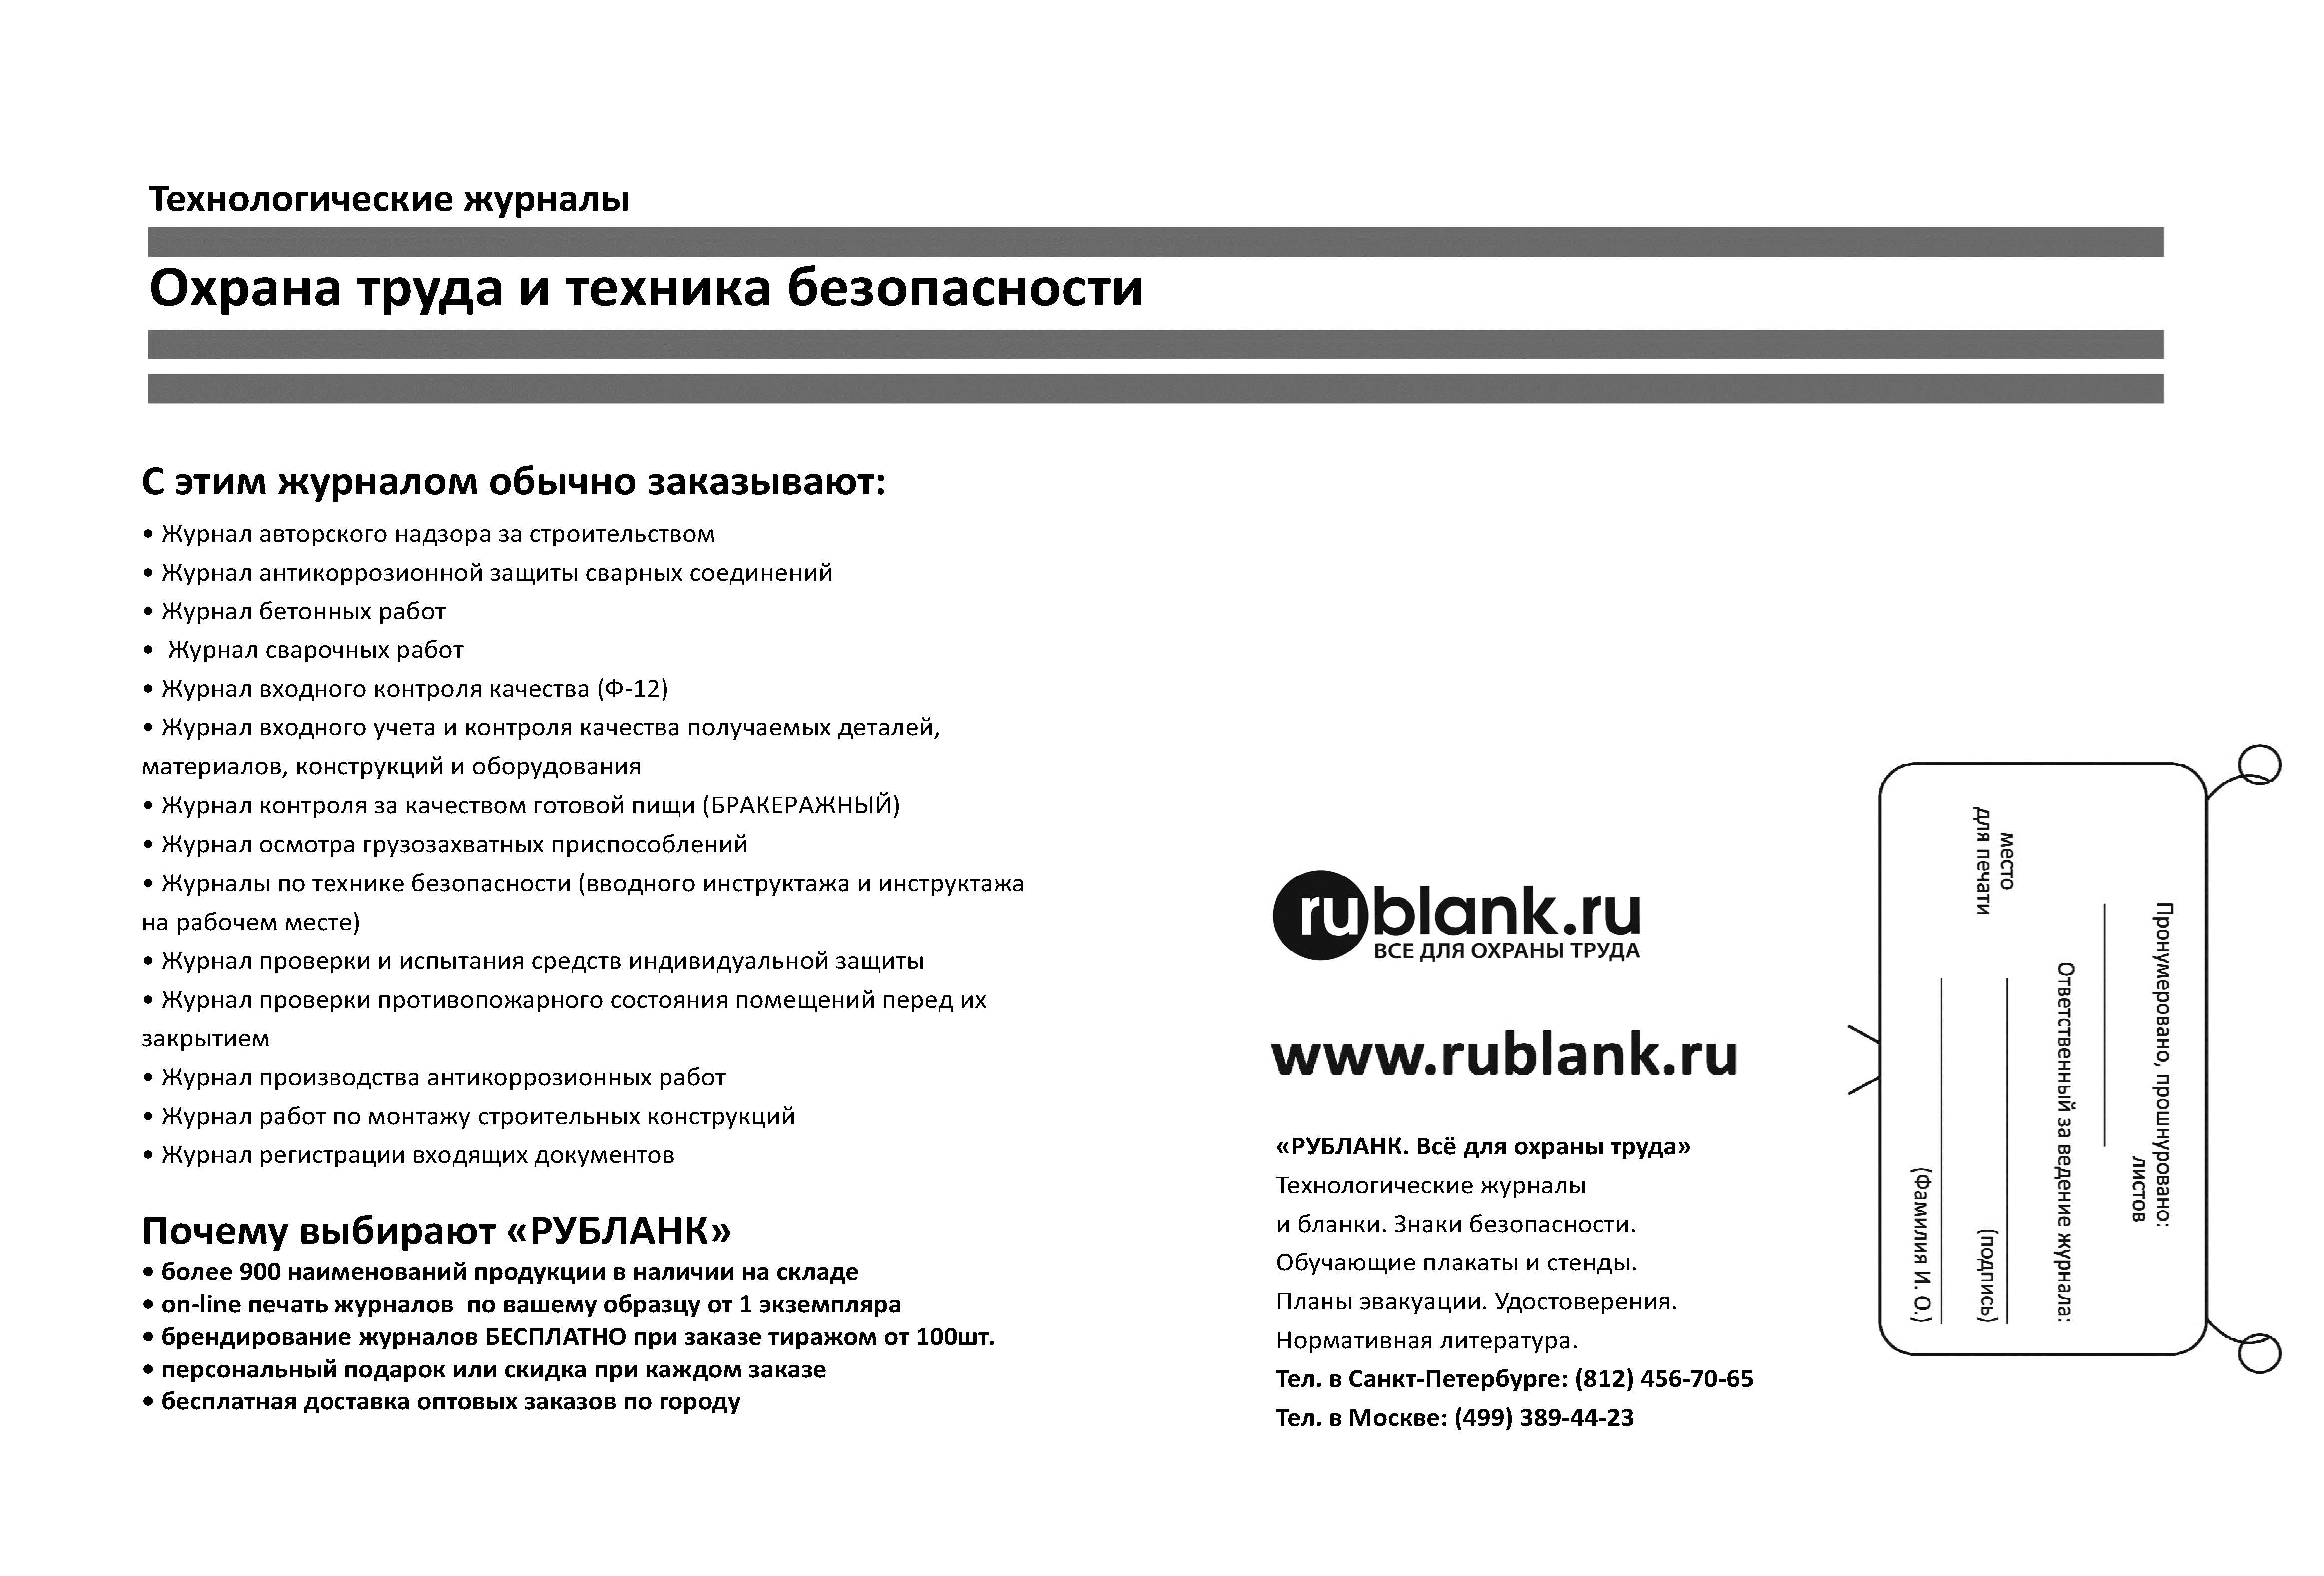 Технологические журналы
Охрана труда и техника безопасности
С этим журналом обычно заказывают:
• Журнал авторского надзора за строительством
• Журнал антикоррозионной защиты сварных соединений
• Журнал бетонных работ
•  Журнал сварочных работ
• Журнал входного контроля качества (Ф-12)
• Журнал входного учета и контроля качества получаемых деталей,
материалов, конструкций и оборудования
• Журнал контроля за качеством готовой пищи (БРАКЕРАЖНЫЙ)
• Журнал осмотра грузозахватных приспособлений
• Журналы по технике безопасности (вводного инструктажа и инструктажа
на рабочем месте)
• Журнал проверки и испытания средств индивидуальной защиты
• Журнал проверки противопожарного состояния помещений перед их
закрытием
• Журнал производства антикоррозионных работ
• Журнал работ по монтажу строительных конструкций
• Журнал регистрации входящих документов
Почему выбирают «РУБЛАНК»
• более 900 наименований продукции в наличии на складе
• on-line печать журналов  по вашему образцу от 1 экземпляра
• брендирование журналов БЕСПЛАТНО при заказе тиражом от 100шт.
• персональный подарок или скидка при каждом заказе
• бесплатная доставка оптовых заказов по городу
rublank.ru
ВСЕ ДЛЯ ОХРАНЫ ТРУДА
www.rublank.ru
«РУБЛАНК. Всё для охраны труда»
Технологические журналы
и бланки. Знаки безопасности.
Обучающие плакаты и стенды.
Планы эвакуации. Удостоверения.
Нормативная литература.
Тел. в Санкт-Петербурге: (812) 456-70-65
Тел. в Москве: (499) 389-44-23
Пронумеровано, прошнуровано:
листов
Ответственный за ведение журнала:
место
для печати
(подпись)
(Фамилия И. О.)